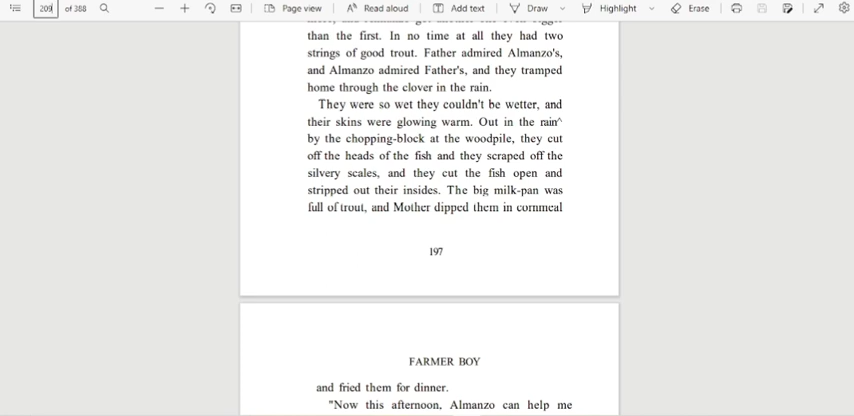 209 of 388 Page view Read aloud Add text Draw Highlight Erase
than the first. In no time at all they had two
strings of good trout. Father admired Almanzo's,
and Almanzo admired Father's, and they tramped
home through the clover in the rain.
They were so wet they couldn't be wetter, and
their skins were glowing warm. Out in the rain^
by the chopping-block at the woodpile, they cut
off the heads of the fish and they scraped off the
silvery scales, and they cut the fish open and
stripped out their insides. The big milk-pan was
full of trout, and Mother dipped them in cornmeal
197
FARMER BOY
and fried them for dinner.
"Now this afternoon, Almanzo can help me